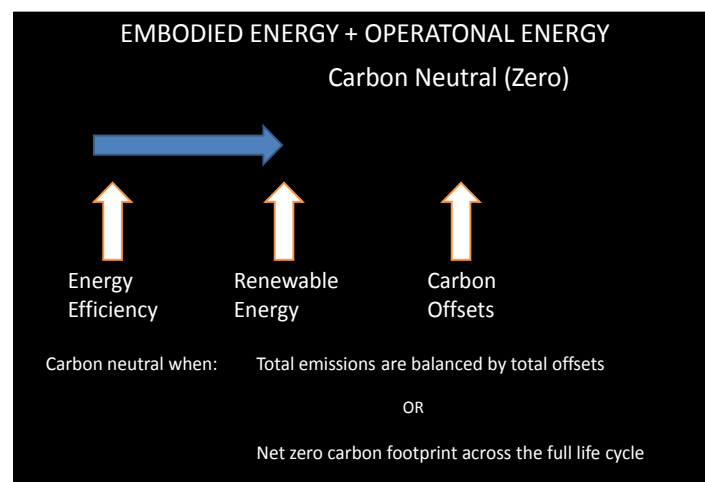 EMBODIED ENERGY + OPERATONAL ENERGY
Carbon Neutral (Zero)
Energy Efficiency
Renewable Energy
Carbon Offsets
Carbon neutral when: Total emissions are balanced by total offsets
OR
Net zero carbon footprint across the full life cycle